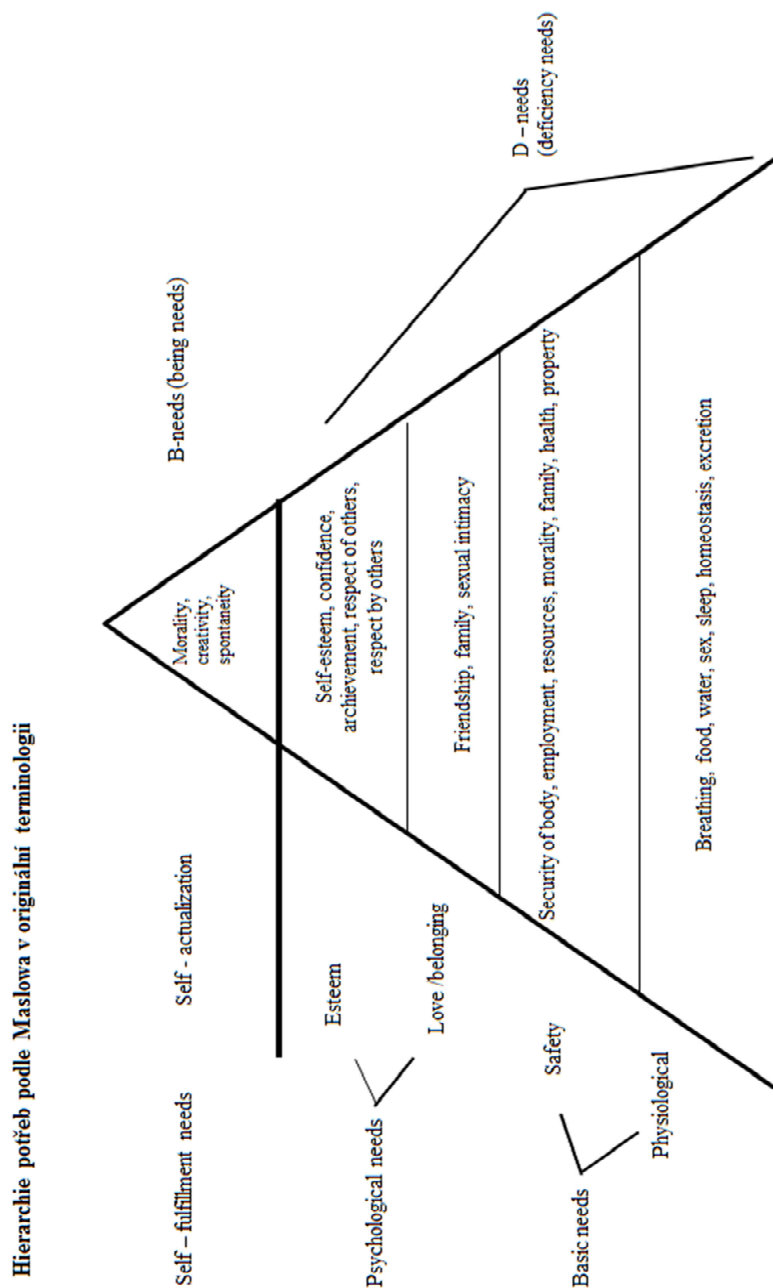 Hierarchie potřeb podle Maslowa v originální terminologii
Self – fulfillment needs
Self - actualization
Morality,
creativity,
spontaneity
B-needs (being needs)
Psychological needs
Esteem
Love /belonging
Self-esteem, confidence,
archievement, respect of others,
respect by others
Friendship, family, sexual intimacy
D – needs
(deficiency needs)
Basic needs
Safety
Physiological
Security of body, employment, resources, morality, family, health, property
Breathing, food, water, sex, sleep, homeostasis, excretion